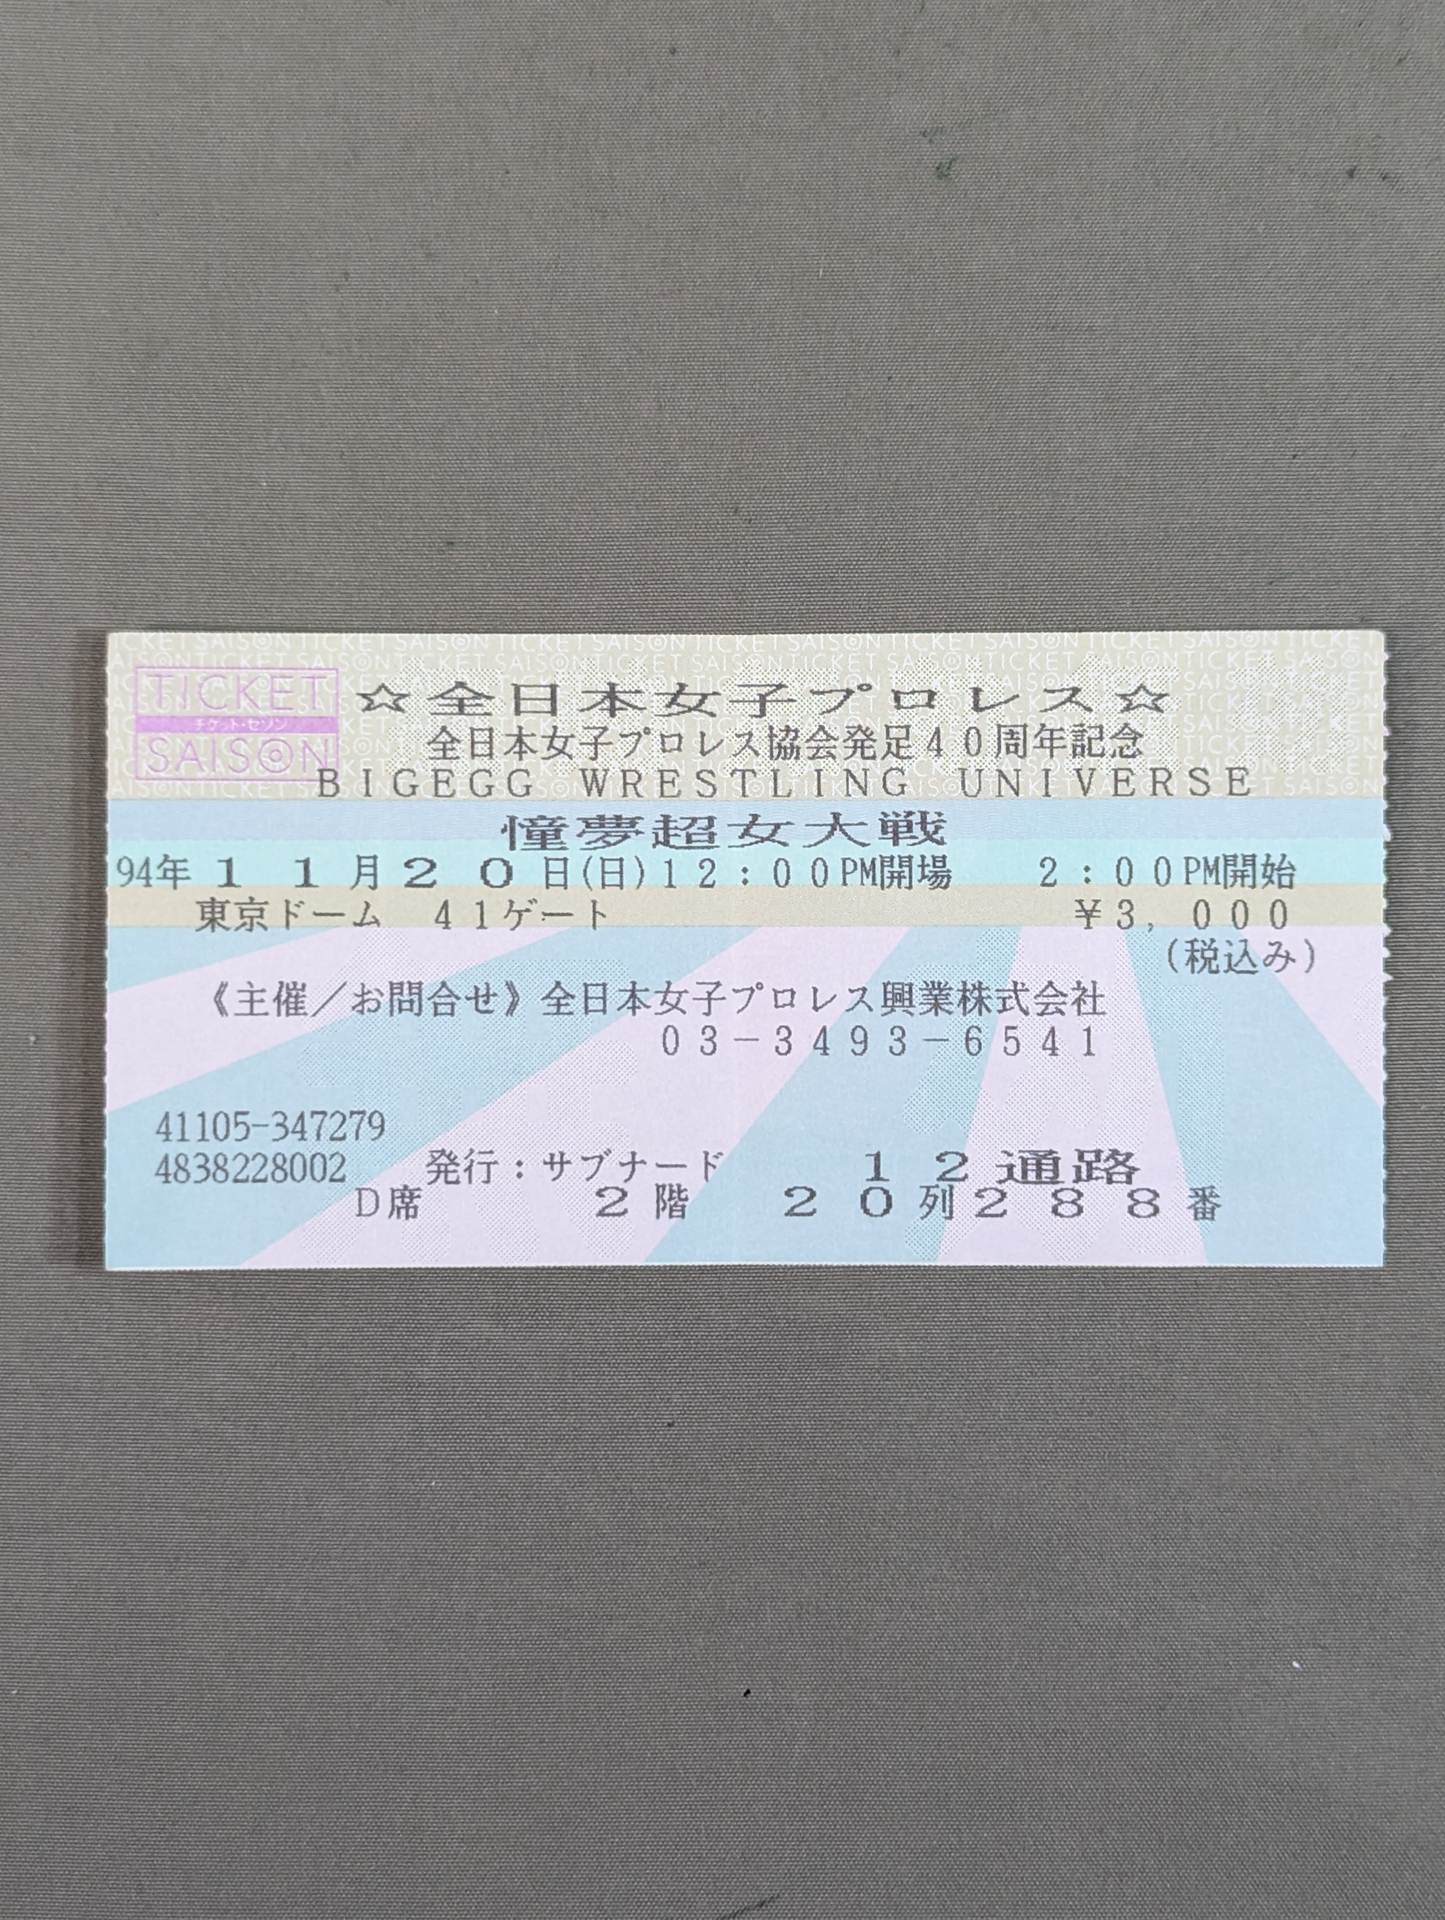 TICKET
チケット・セゾン
SAISON
☆全日本女子プロレス☆
全日本女子プロレス協会発足40周年記念
BIGEGG WRESTLING UNIVERSE
憧夢超女大戦
94年 11月20日(日)12:00PM開場 2:00PM開始
東京ドーム 41ゲート ¥3,000
(税込み)
《主催/お問合せ》全日本女子プロレス興業株式会社
03-3493-6541
41105-347279
4838228002 発行:サブナード 12通路
D席 2階 20列288番